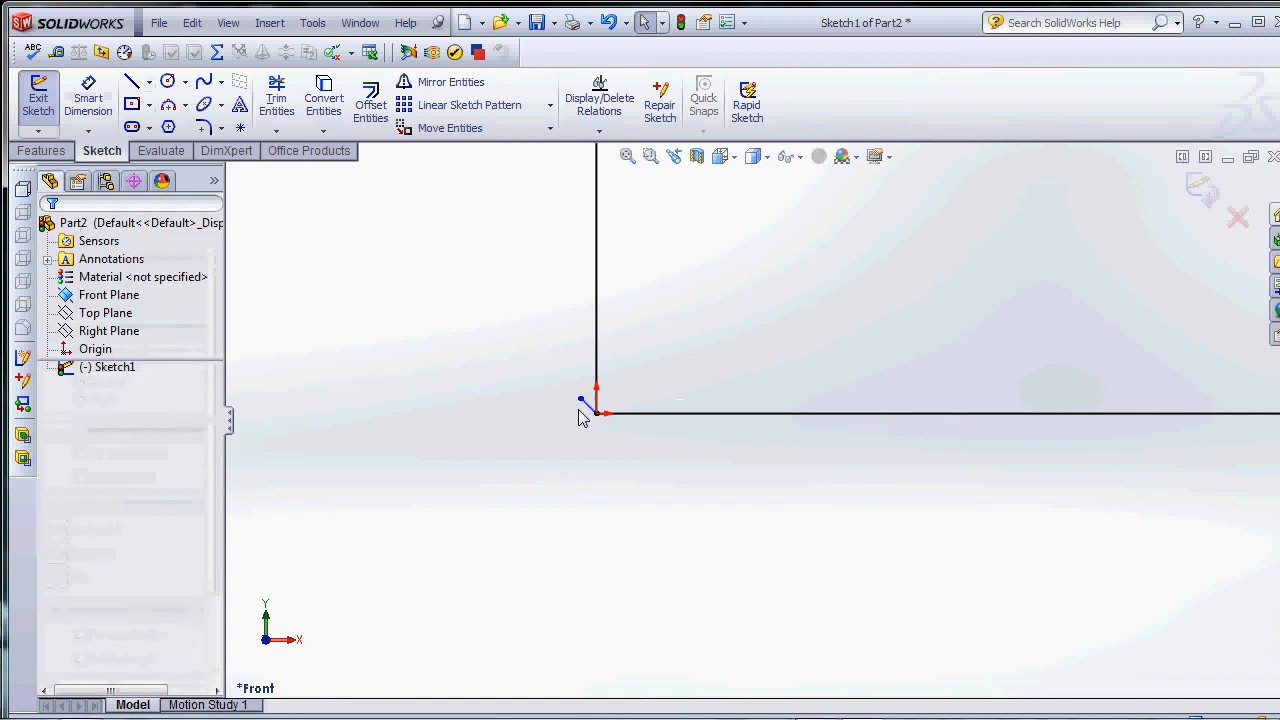 SOLIDWORKS File Edit View Insert Tools Window Help Sketch1 of Part2 * Search SolidWorks Help
ABC
Exit Sketch
Smart Dimension
Trim Entities
Convert Entities
Offset Entities
Mirror Entities
Linear Sketch Pattern
Move Entities
Display/Delete Relations
Repair Sketch
Quick Snaps
Rapid Sketch
Features Sketch Evaluate DimXpert Office Products
Part2 (Default<<Default>_Disp
Sensors
Annotations
Material <not specified>
Front Plane
Top Plane
Right Plane
Origin
(-) Sketch1
Y
X
*Front
Model Motion Study 1